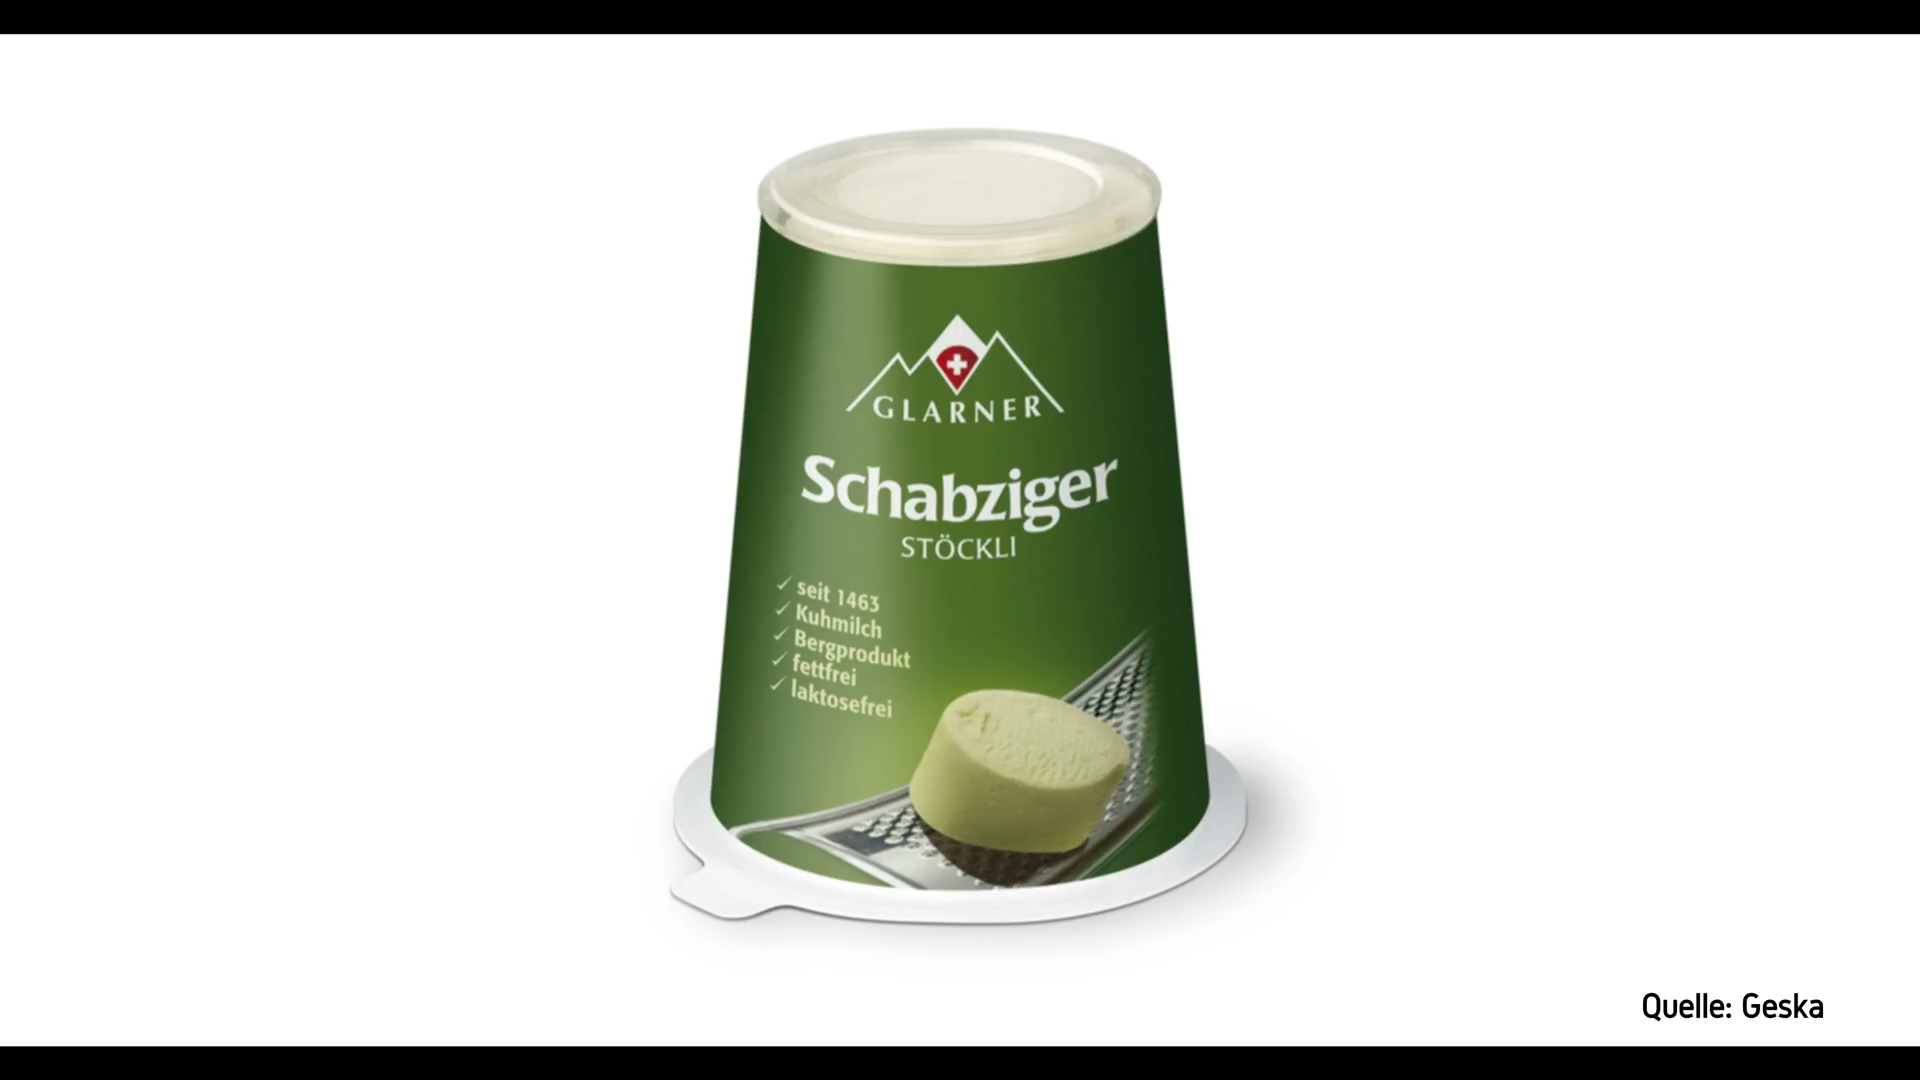 GLARNER
Schabziger
STÖCKLI
✓ seit 1463
✓ Kuhmilch
✓ Bergprodukt
✓ fettfrei
✓ laktosefrei
Quelle: Geska